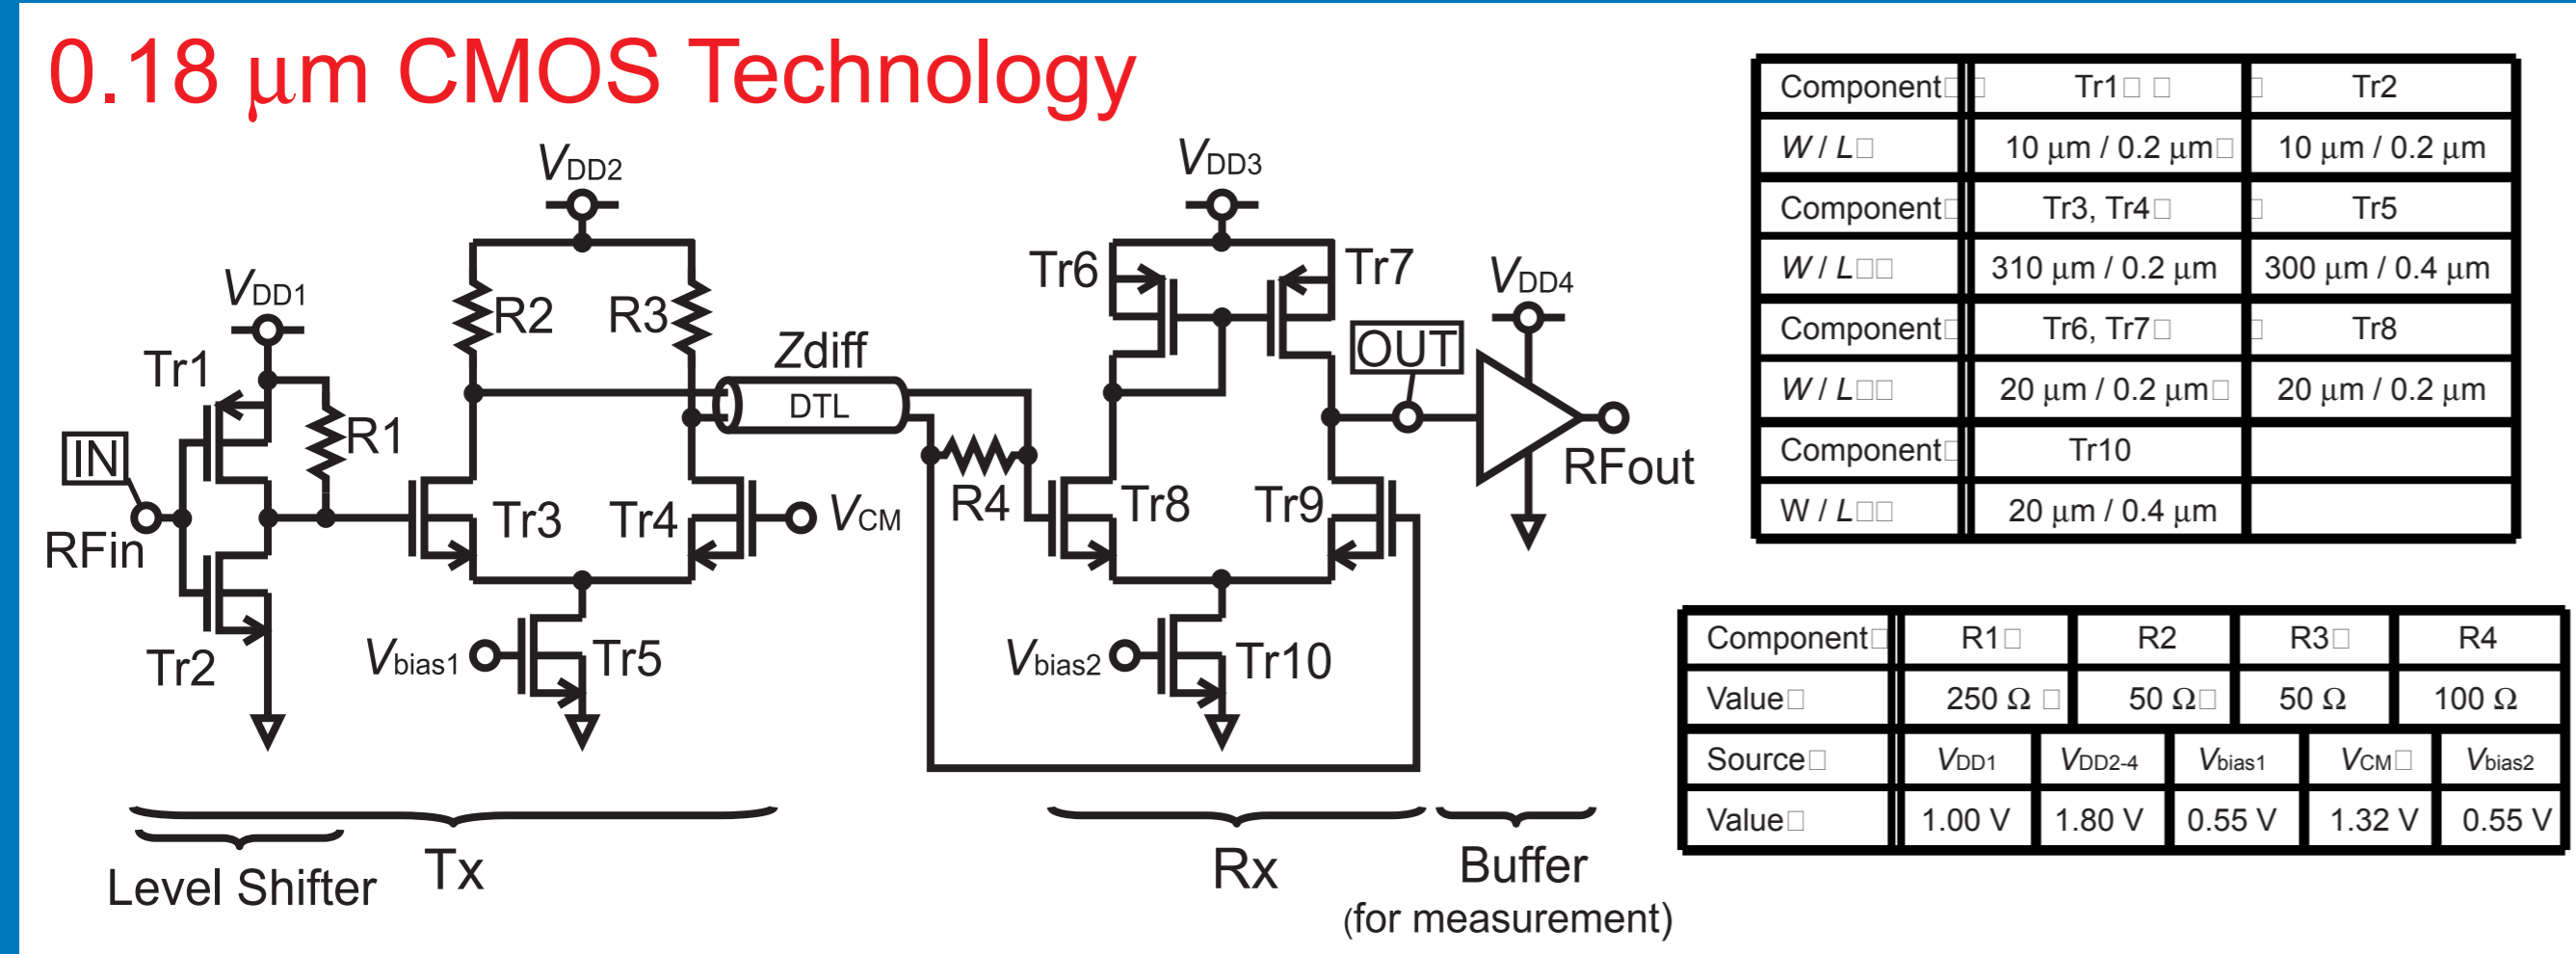 0.18 μm CMOS Technology
VDD2
VDD3
Tr6
Tr7
VDD1
R2
R3
VDD4
Zdiff
DTL
OUT
Tr1
R1
IN
RFin
Tr3
Tr4
VCM
R4
Tr8
Tr9
RFout
Tr2
Vbias1
Tr5
Vbias2
Tr10
Level Shifter
Tx
Rx
Buffer
(for measurement)
Component Tr1 Tr2
W / L 10 μm / 0.2 μm 10 μm / 0.2 μm
Component Tr3, Tr4 Tr5
W / L 310 μm / 0.2 μm 300 μm / 0.4 μm
Component Tr6, Tr7 Tr8
W / L 20 μm / 0.2 μm 20 μm / 0.2 μm
Component Tr10
W / L 20 μm / 0.4 μm
Component R1 R2 R3 R4
Value 250 Ω 50 Ω 50 Ω 100 Ω
Source VDD1 VDD2-4 Vbias1 VCM Vbias2
Value 1.00 V 1.80 V 0.55 V 1.32 V 0.55 V